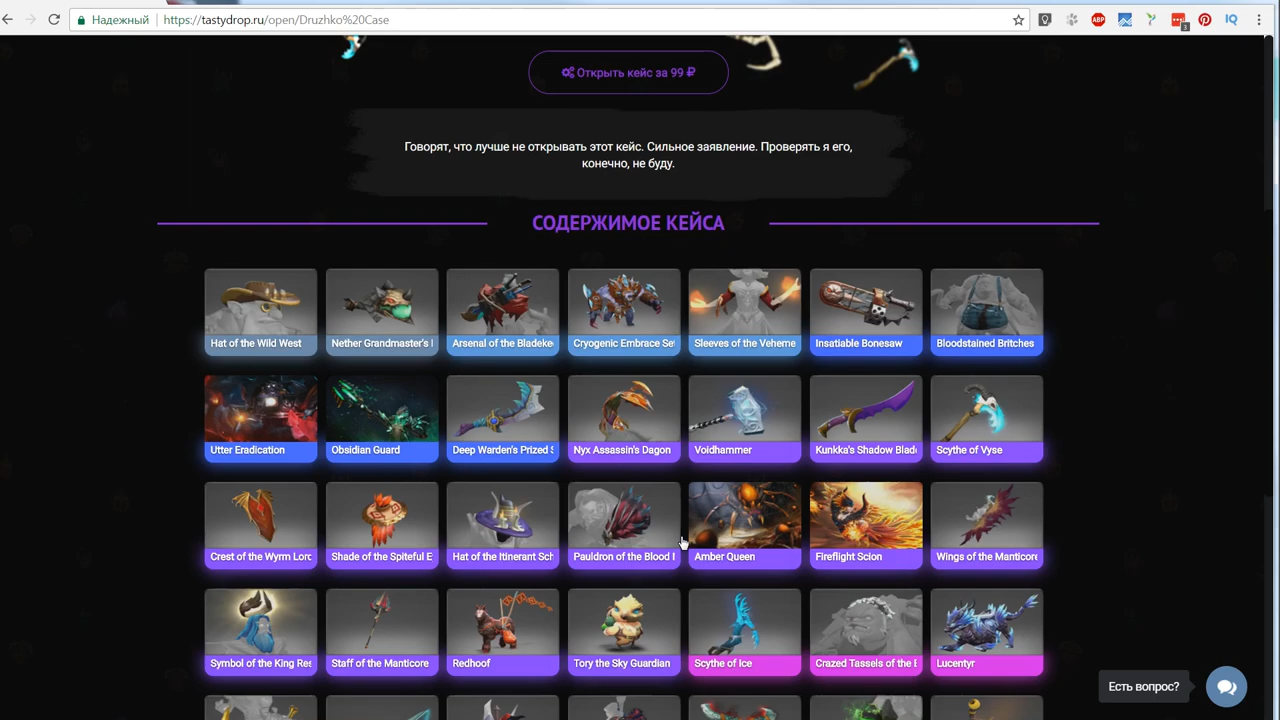 Надежный
https://tastydrop.ru/open/Druzhko%20Case
ABP
3
IQ
Открыть кейс за 99 ₽
Говорят, что лучше не открывать этот кейс. Сильное заявление. Проверять я его,
конечно, не буду.
СОДЕРЖИМОЕ КЕЙСА
Hat of the Wild West
Nether Grandmaster's
Arsenal of the Bladeke
Cryogenic Embrace Se
Sleeves of the Veheme
Insatiable Bonesaw
Bloodstained Britches
Utter Eradication
Obsidian Guard
Deep Warden's Prized S
Nyx Assassin's Dagon
Voidhammer
Kunkka's Shadow Blad
Scythe of Vyse
Crest of the Wyrm Lord
Shade of the Spiteful E
Hat of the Itinerant Sch
Pauldron of the Blood
Amber Queen
Fireflight Scion
Wings of the Manticore
Symbol of the King Res
Staff of the Manticore
Redhoof
Tory the Sky Guardian
Scythe of Ice
Crazed Tassels of the
Lucentyr
Есть вопрос?